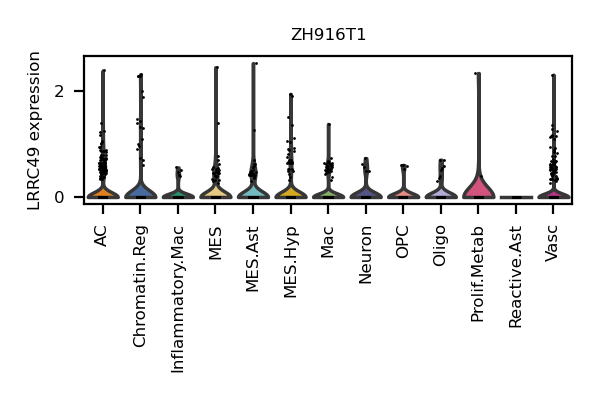 ZH916T1
LRRC49 expression
2
0
AC
Chromatin.Reg
Inflammatory.Mac
MES
MES.Ast
MES.Hyp
Mac
Neuron
OPC
Oligo
Prolif.Metab
Reactive.Ast
Vasc